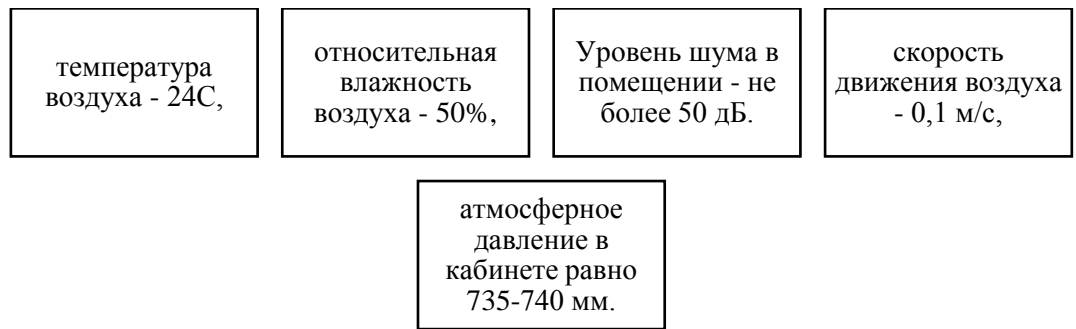 температура
воздуха - 24С,
относительная
влажность
воздуха - 50%,
Уровень шума в
помещении - не
более 50 дБ.
скорость
движения воздуха
- 0,1 м/с,
атмосферное
давление в
кабинете равно
735-740 мм.